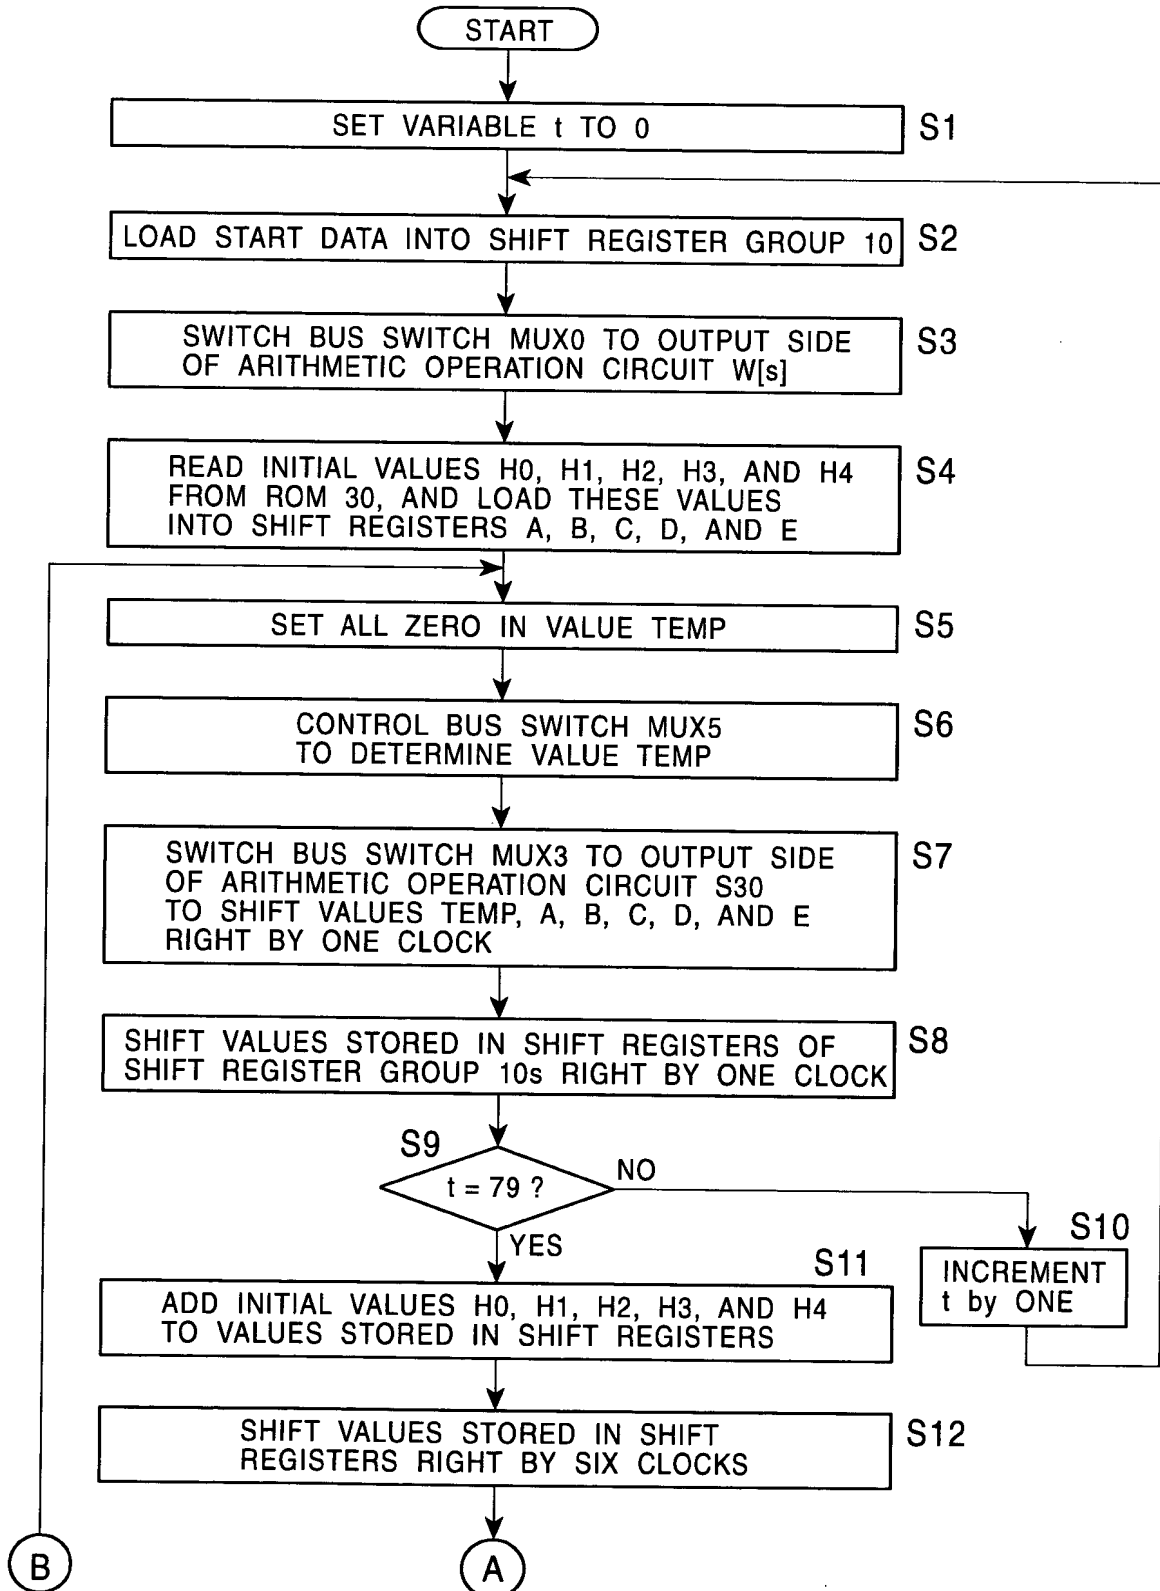 START
SET VARIABLE t TO 0
S1
LOAD START DATA INTO SHIFT REGISTER GROUP 10
S2
SWITCH BUS SWITCH MUX0 TO OUTPUT SIDE
OF ARITHMETIC OPERATION CIRCUIT W[s]
S3
READ INITIAL VALUES H0, H1, H2, H3, AND H4
FROM ROM 30, AND LOAD THESE VALUES
INTO SHIFT REGISTERS A, B, C, D, AND E
S4
SET ALL ZERO IN VALUE TEMP
S5
CONTROL BUS SWITCH MUX5
TO DETERMINE VALUE TEMP
S6
SWITCH BUS SWITCH MUX3 TO OUTPUT SIDE
OF ARITHMETIC OPERATION CIRCUIT S30
TO SHIFT VALUES TEMP, A, B, C, D, AND E
RIGHT BY ONE CLOCK
S7
SHIFT VALUES STORED IN SHIFT REGISTERS OF
SHIFT REGISTER GROUP 10s RIGHT BY ONE CLOCK
S8
S9
t = 79 ?
NO
YES
S10
INCREMENT
t by ONE
S11
ADD INITIAL VALUES H0, H1, H2, H3, AND H4
TO VALUES STORED IN SHIFT REGISTERS
SHIFT VALUES STORED IN SHIFT
REGISTERS RIGHT BY SIX CLOCKS
S12
B
A